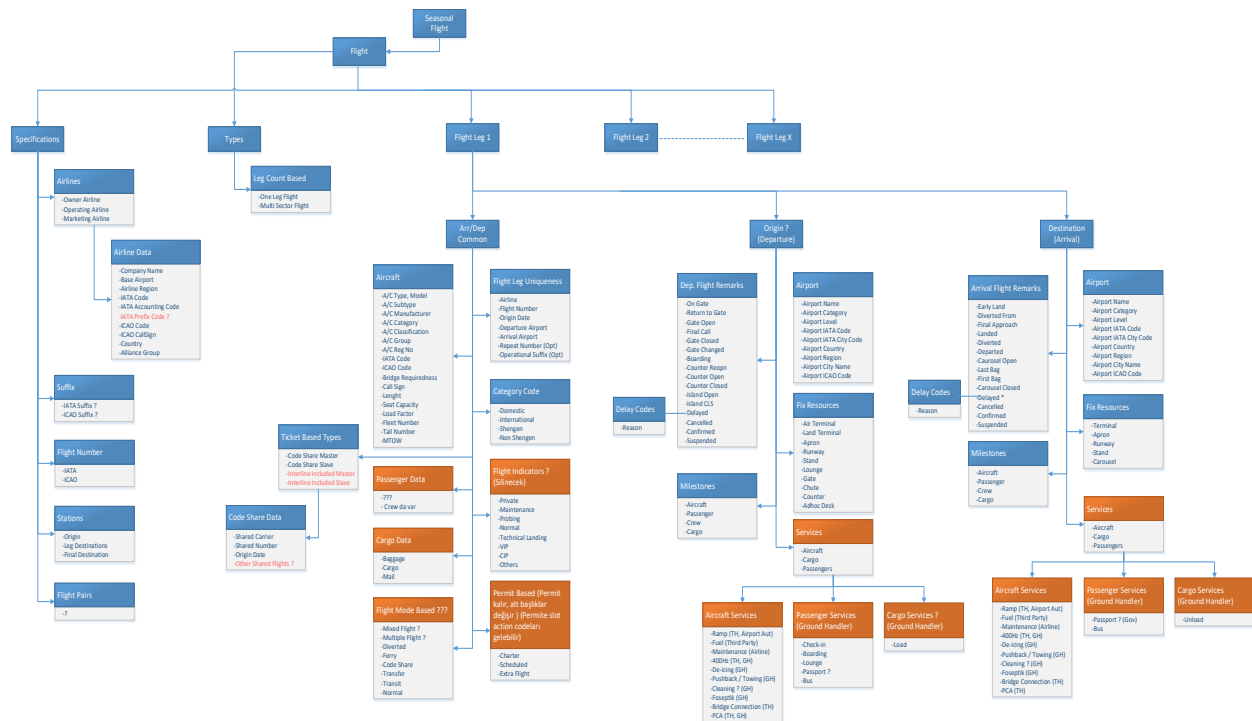 Seasonal
Flight
Flight
Specifications
Types
Flight Leg 1
Flight Leg 2
Flight Leg X
Airlines
-Owner Airline
-Operating Airline
-Marketing Airline
Airline Data
-Company Name
-Base Airport
-Airline Region
-IATA Code
-IATA Accounting Code
-IATA Prefix Code ?
-ICAO Code
-ICAO CallSign
-Country
-Alliance Group
Suffix
-IATA Suffix ?
-ICAO Suffix ?
Flight Number
-IATA
-ICAO
Stations
-Origin
-Leg Destinations
-Final Destination
Flight Pairs
-?
Leg Count Based
-One Leg Flight
-Multi Sector Flight
Arr/Dep
Common
Aircraft
-A/C Type, Model
-A/C Subtype
-A/C Manufacturer
-A/C Category
-A/C Classification
-A/C Group
-A/C Reg No
-IATA Code
-ICAO Code
-Bridge Requiredness
-Call Sign
-Lenght
-Seat Capacity
-Load Factor
-Fleet Number
-Tail Number
-MTOW
Ticket Based Types
-Code Share Master
-Code Share Slave
-Interline Included Master
-Interline Included Slave
Code Share Data
-Shared Carrier
-Shared Number
-Origin Date
-Other Shared Flights ?
Passenger Data
-???
- Crew da var
Cargo Data
-Baggage
-Cargo
-Mail
Flight Mode Based ???
-Mixed Flight ?
-Multiple Flight ?
-Diverted
-Ferry
-Code Share
-Transfer
-Transit
-Normal
Flight Leg Uniqueness
-Airline
-Flight Number
-Origin Date
-Departure Airport
-Arrival Airport
-Repeat Number (Opt)
-Operational Suffix (Opt)
Category Code
-Domestic
-International
-Shengen
-Non Shengen
Flight Indicators ?
(Silinecek)
-Private
-Maintenance
-Probing
-Normal
-Technical Landing
-VIP
-CIP
-Others
Permit Based (Permit
kalır, alt başlıklar
değişir ) (Permite slot
action codeları
gelebilir)
-Charter
-Scheduled
-Extra Flight
Origin ?
(Departure)
Dep. Flight Remarks
-On Gate
-Return to Gate
-Gate Open
-Final Call
-Gate Closed
-Gate Changed
-Boarding
-Counter Reopn
-Counter Open
-Counter Closed
-Island Open
-Island CLS
-Delayed
-Cancelled
-Confirmed
-Suspended
Delay Codes
-Reason
Milestones
-Aircraft
-Passenger
-Crew
-Cargo
Airport
-Airport Name
-Airport Category
-Airport Level
-Airport IATA Code
-Airport IATA City Code
-Airport Country
-Airport Region
-Airport City Name
-Airport ICAO Code
Fix Resources
-Air Terminal
-Land Terminal
-Apron
-Runway
-Stand
-Lounge
-Gate
-Chute
-Counter
-Adhoc Desk
Services
-Aircraft
-Cargo
-Passengers
Aircraft Services
-Ramp (TH, Airport Aut)
-Fuel (Third Party)
-Maintenance (Airline)
-400Hz (TH, GH)
-De-icing (GH)
-Pushback / Towing (GH)
-Cleaning ? (GH)
-Foseptik (GH)
-Bridge Connection (TH)
-PCA (TH, GH)
Passenger Services
(Ground Handler)
-Check-in
-Boarding
-Lounge
-Passport ?
-Bus
Cargo Services ?
(Ground Handler)
-Load
Destination
(Arrival)
Arrival Flight Remarks
-Early Land
-Diverted From
-Final Approach
-Landed
-Diverted
-Departed
-Caurosel Open
-Last Bag
-First Bag
-Carousel Closed
-Delayed *
-Cancelled
-Confirmed
-Suspended
Delay Codes
-Reason
Milestones
-Aircraft
-Passenger
-Crew
-Cargo
Airport
-Airport Name
-Airport Category
-Airport Level
-Airport IATA Code
-Airport IATA City Code
-Airport Country
-Airport Region
-Airport City Name
-Airport ICAO Code
Fix Resources
-Terminal
-Apron
-Runway
-Stand
-Carousel
Services
-Aircraft
-Cargo
-Passengers
Aircraft Services
-Ramp (TH, Airport Aut)
-Fuel (Third Party)
-Maintenance (Airline)
-400Hz (TH, GH)
-De-icing (GH)
-Pushback / Towing (GH)
-Cleaning ? (GH)
-Foseptik (GH)
-Bridge Connection (TH)
-PCA (TH)
Passenger Services
(Ground Handler)
-Passport ? (Gov)
-Bus
Cargo Services
(Ground Handler)
-Unload